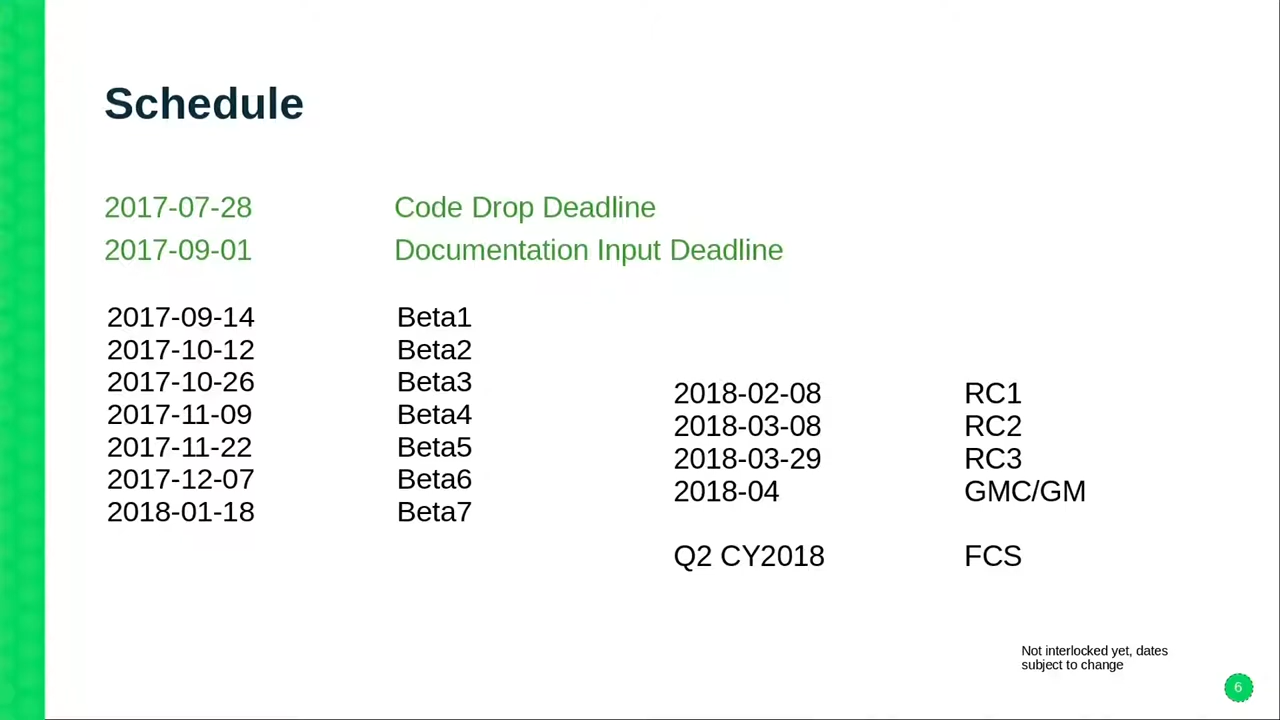 Schedule
2017-07-28 Code Drop Deadline
2017-09-01 Documentation Input Deadline
2017-09-14 Beta1
2017-10-12 Beta2
2017-10-26 Beta3
2017-11-09 Beta4
2017-11-22 Beta5
2017-12-07 Beta6
2018-01-18 Beta7
2018-02-08 RC1
2018-03-08 RC2
2018-03-29 RC3
2018-04 GMC/GM
Q2 CY2018 FCS
Not interlocked yet, dates
subject to change
6